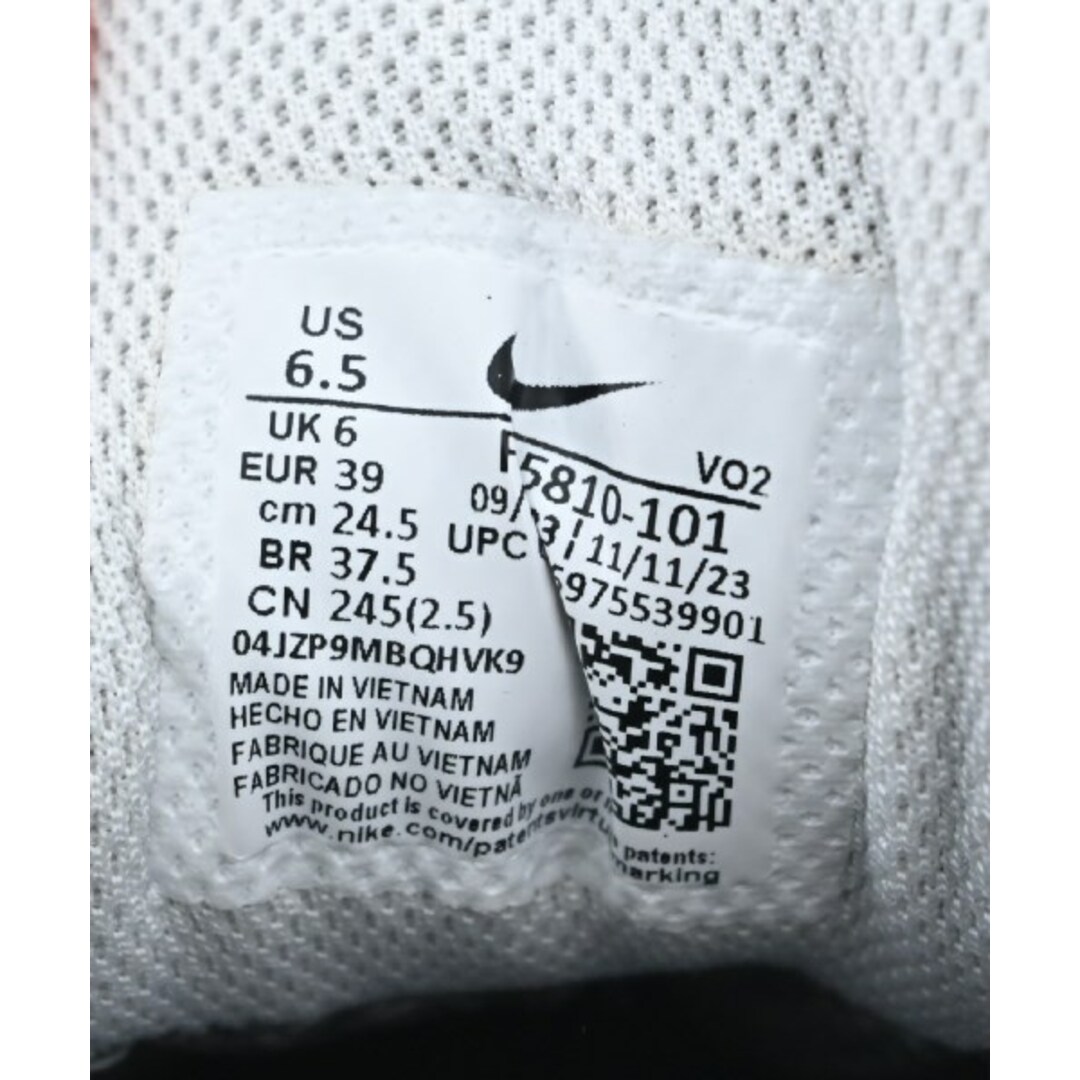 US
6.5
UK 6
EUR 39
cm 24.5
BR 37.5
CN 245(2.5)
VO2
5810-101
11/11/23
UPC
6975539901
04JZP9MBQHVK9
MADE IN VIETNAM
HECHO EN VIETNAM
FABRIQUE AU VIETNAM
FABRICADO NO VIETNÃ
This product is covered by one or patents:
www.nike.com/patentsvirtu
marking